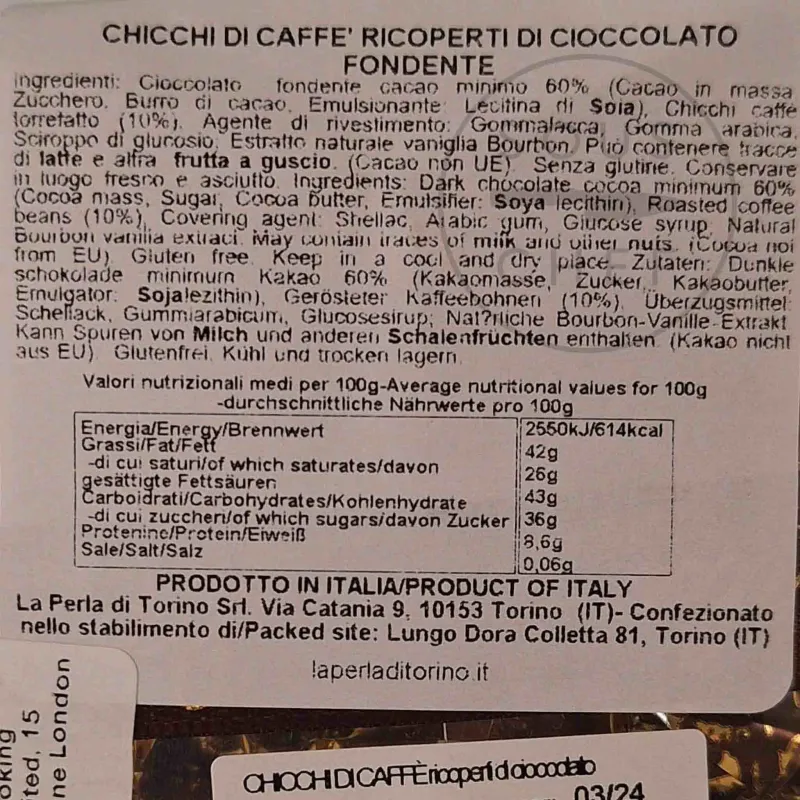 CHICCHI DI CAFFE' RICOPERTI DI CIOCCOLATO
FONDENTE
Ingredienti: Cioccolato fondente cacao minimo 60% (Cacao in massa
Zucchero, Burro di cacao, Emulsionante: Lecitina di Soia), Chicchi caffè
torrefatto (10%), Agente di rivestimento: Gommalacca, Gomma arabica,
Sciroppo di glucosio; Estratto naturale vaniglia Bourbon. Può contenere tracce
di latte e altra frutta a guscio. (Cacao non UE) Senza glutine. Conservare
in luogo fresco e asciutto. Ingredients: Dark chocolate cocoa minimum 60%
(Cocoa mass, Sugar, Cocoa butter, Emulsifier: Soya lecithin), Roasted coffee
beans (10%), Covering agent: Shellac, Arabic gum, Glucose syrup; Natural
Bourbon vanilla extract. May contain traces of milk and other nuts. (Cocoa not
from EU) Gluten free. Keep in a cool and dry place. Zutaten: Dunkle
schokolade minimum Kakao 60% (Kakaomasse, Zucker, Kakaobutter,
Emulgator: Sojalezithin), Gerösteter Kaffeebohnen (10%), Überzugsmittel:
Schellack, Gummiarabicum, Glucosesirup; Nat?rliche Bourbon-Vanille-Extrakt
Kann Spuren von Milch und anderen Schalenfrüchten enthalten. (Kakao nicht
aus EU) Glutenfrei. Kühl und trocken lagern.
Valori nutrizionali medi per 100g-Average nutritional values for 100g
-durchschnittliche Nährwerte pro 100g
Energia/Energy/Brennwert 2550kJ/614kcal
Grassi/Fat/Fett 42g
-di cui saturi/of which saturates/davon
gesättigte Fettsäuren 26g
Carboidrati/Carbohydrates/Kohlenhydrate 43g
-di cui zuccheri/of which sugars/davon Zucker 36g
Protenine/Protein/Eiweiß 8,6g
Sale/Salt/Salz 0,06g
PRODOTTO IN ITALIA/PRODUCT OF ITALY
La Perla di Torino Srl. Via Catania 9, 10153 Torino (IT)- Confezionato
nello stabilimento di/Packed site: Lungo Dora Colletta 81, Torino (IT)
laperladitorino.it
oking
ted, 15
ne London
CHICCHI DI CAFFÈ ricoperti di cioccolato
03/24